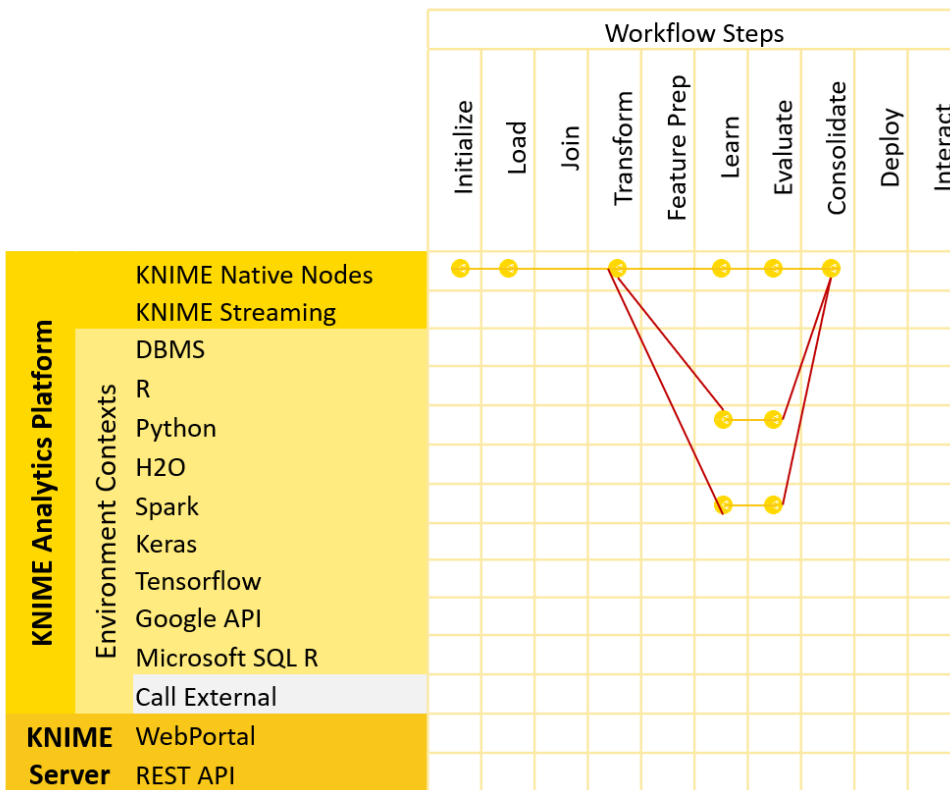 Workflow Steps
Initialize
Load
Join
Transform
Feature Prep
Learn
Evaluate
Consolidate
Deploy
Interact
KNIME Analytics Platform
Environment Contexts
KNIME Native Nodes
KNIME Streaming
DBMS
R
Python
H2O
Spark
Keras
Tensorflow
Google API
Microsoft SQL R
Call External
KNIME WebPortal
Server REST API